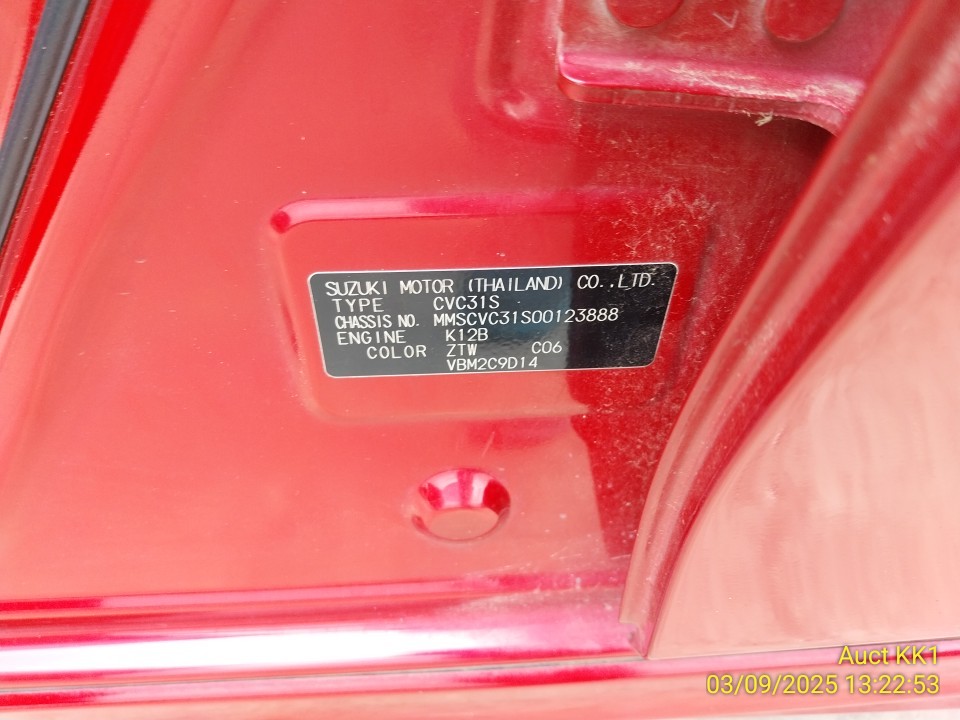 SUZUKI MOTOR (THAILAND) CO.,LTD.
TYPE CVC31S
CHASSIS NO. MMSCVC31S00123888
ENGINE K12B
COLOR ZTW C06
VBM2C9D14
Auct KK1
03/09/2025 13:22:53